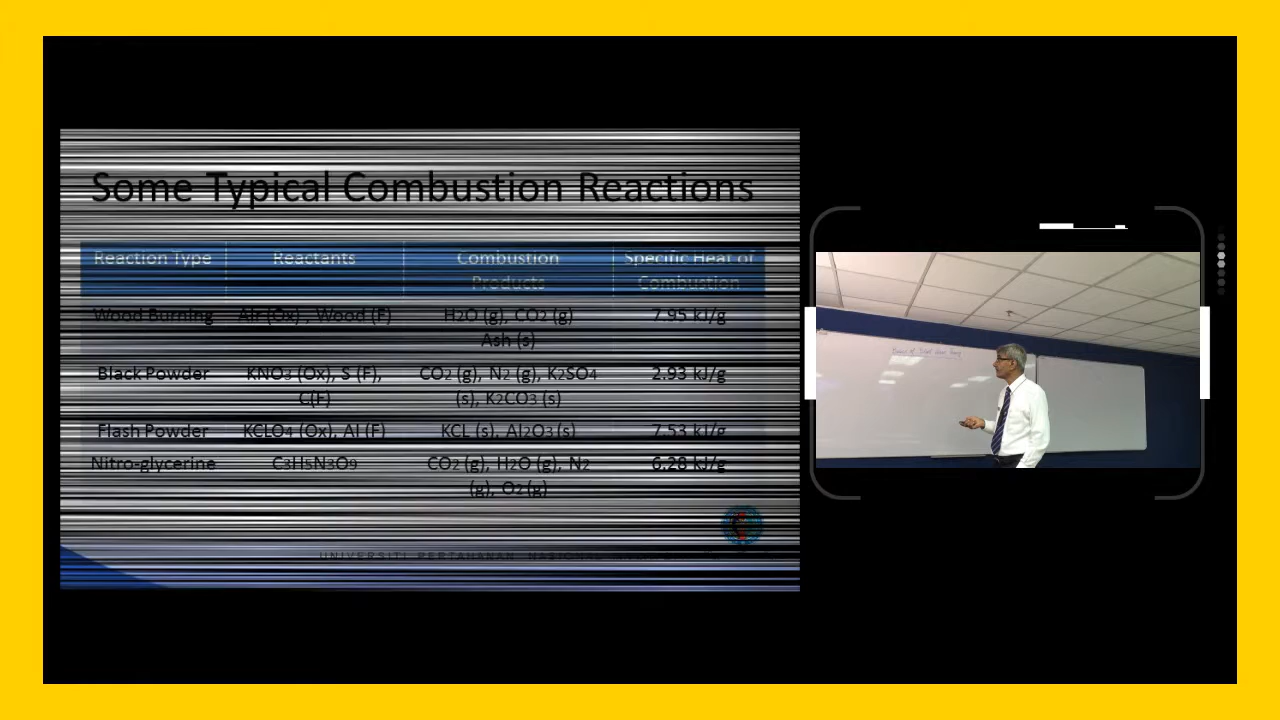 Some Typical Combustion Reactions
Reaction Type Reactants Combustion Specific Heat of
Products Combustion
Wood Burning Air (Ox), Wood (F) H2O (g), CO2 (g) 7.95 kJ/g
Ash (s)
Black Powder KNO3 (Ox), S (F), CO2 (g), N2 (g), K2SO4 2.93 kJ/g
C(F) (s), K2CO3 (s)
Flash Powder KCLO4 (Ox), Al (F) KCL (s), Al2O3 (s) 7.53 kJ/g
Nitro-glycerine C3H5N3O9 CO2 (g), H2O (g), N2 6.28 kJ/g
(g), O2 (g)
UNIVERSITI PERTAHANAN NASIONAL